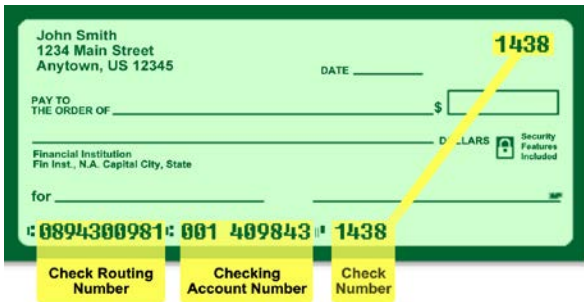 John Smith
1234 Main Street
Anytown, US 12345
1438
DATE
PAY TO
THE ORDER OF
$
DOLLARS
Security
Features
Included
Financial Institution
Fin Inst., N.A. Capital City, State
for
MP
⑆0894300981⑆ 001 409843⑈ 1438
Check Routing
Number
Checking
Account Number
Check
Number